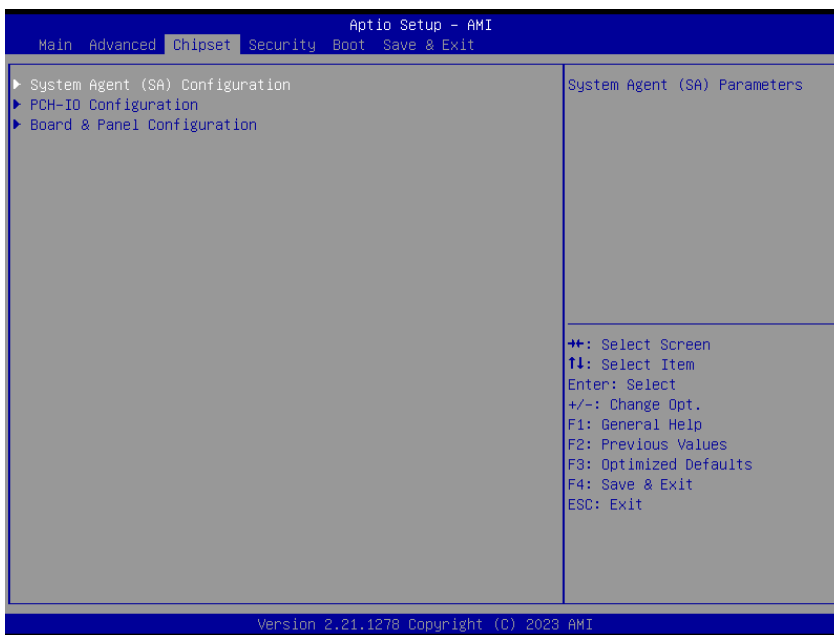 Aptio Setup – AMI
Main Advanced Chipset Security Boot Save & Exit
System Agent (SA) Configuration
PCH-IO Configuration
Board & Panel Configuration
System Agent (SA) Parameters
→←: Select Screen
↑↓: Select Item
Enter: Select
+/-: Change Opt.
F1: General Help
F2: Previous Values
F3: Optimized Defaults
F4: Save & Exit
ESC: Exit
Version 2.21.1278 Copyright (C) 2023 AMI